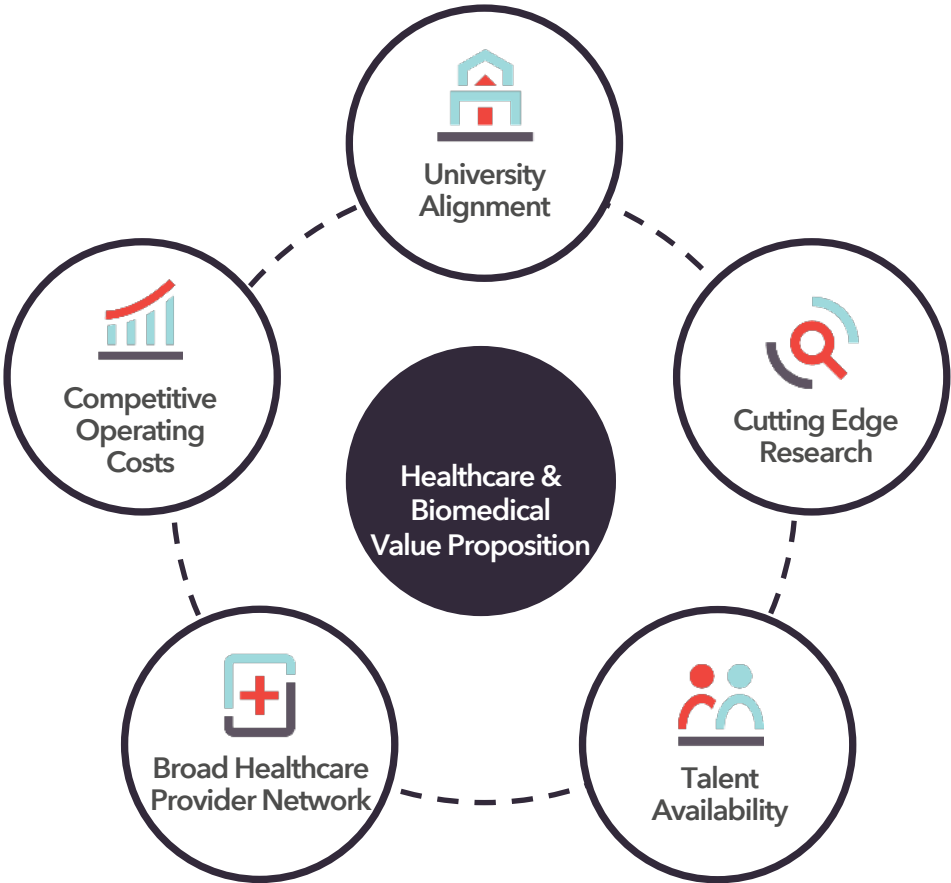 University
Alignment
Cutting Edge
Research
Talent
Availability
Broad Healthcare
Provider Network
Competitive
Operating
Costs
Healthcare &
Biomedical
Value Proposition